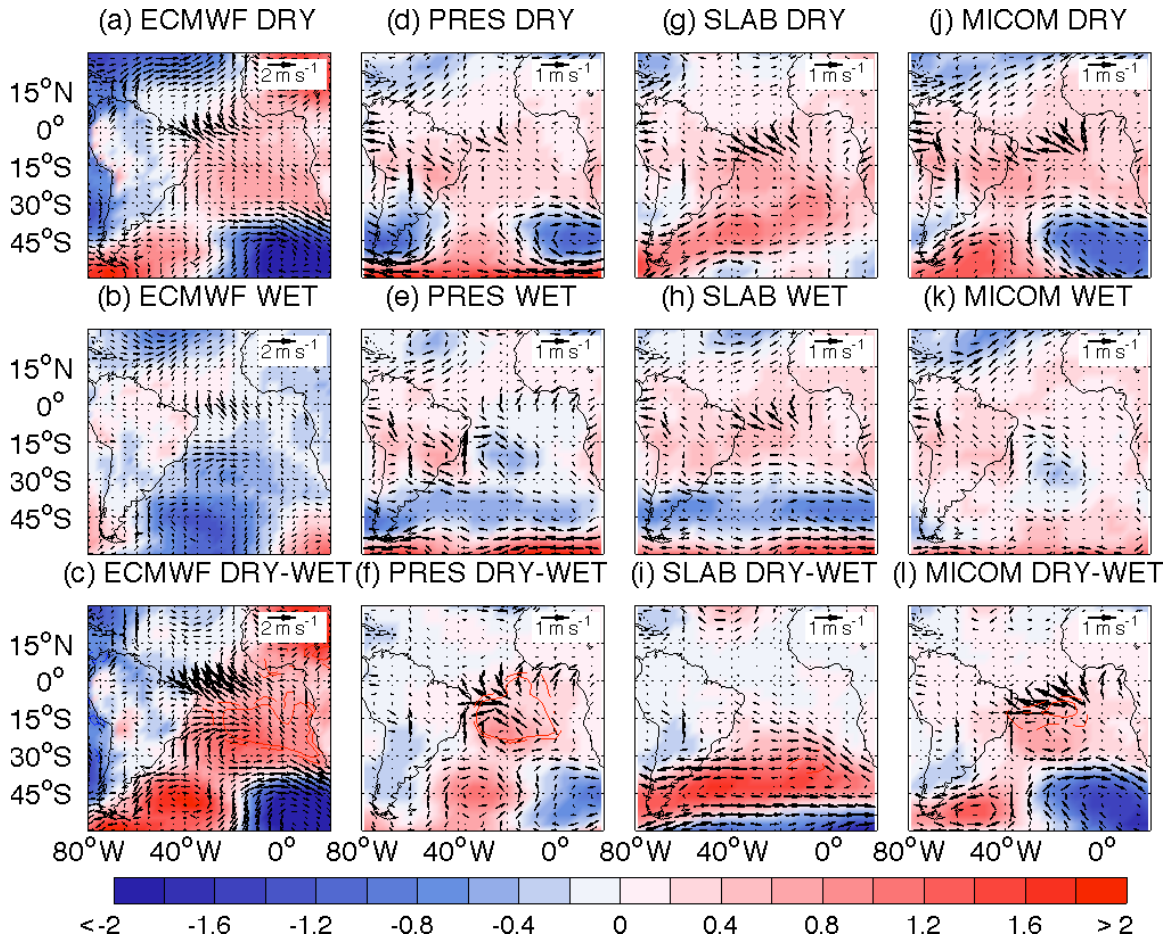 (a) ECMWF DRY (d) PRES DRY (g) SLAB DRY (j) MICOM DRY
2 m s-1 1 m s-1 1 m s-1 1 m s-1
15°N
0°
15°S
30°S
45°S
(b) ECMWF WET (e) PRES WET (h) SLAB WET (k) MICOM WET
2 m s-1 1 m s-1 1 m s-1 1 m s-1
15°N
0°
15°S
30°S
45°S
(c) ECMWF DRY-WET (f) PRES DRY-WET (i) SLAB DRY-WET (l) MICOM DRY-WET
2 m s-1 1 m s-1 1 m s-1 1 m s-1
15°N
0°
15°S
30°S
45°S
80°W 40°W 0° 80°W 40°W 0° 80°W 40°W 0° 80°W 40°W 0°
<-2 -1.6 -1.2 -0.8 -0.4 0 0.4 0.8 1.2 1.6 >2